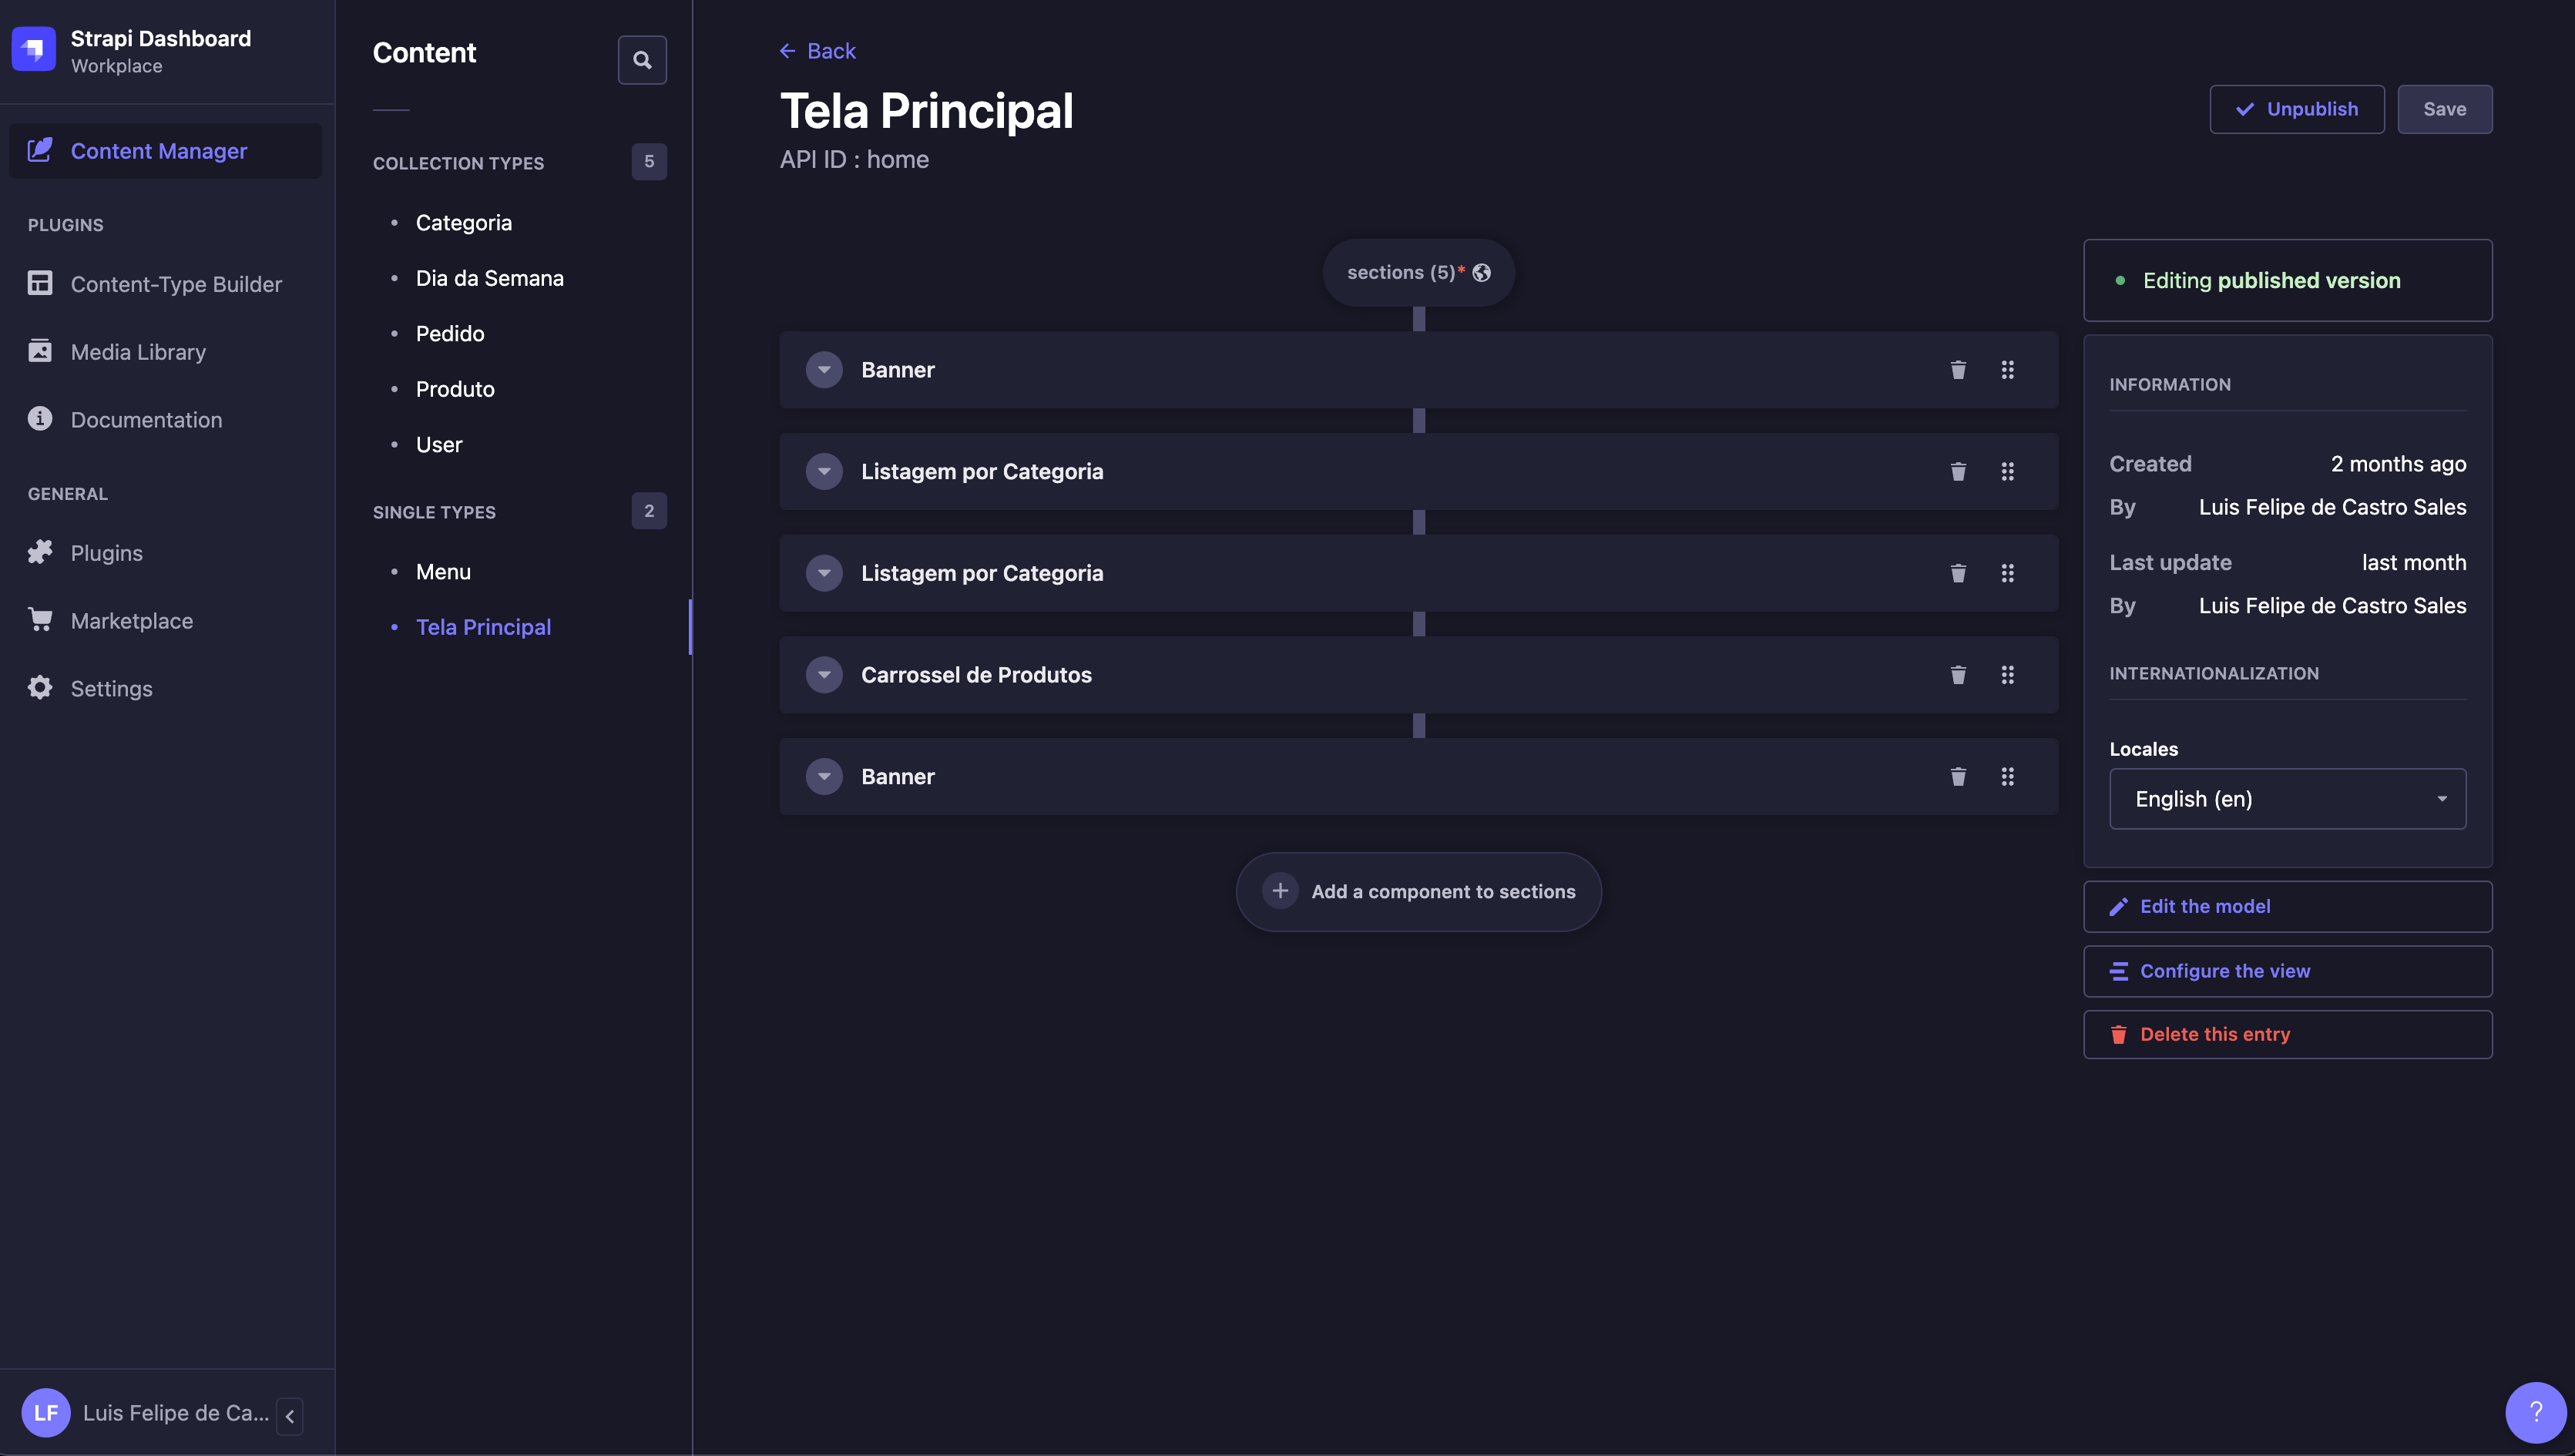 Strapi Dashboard
Workplace
Content Manager
PLUGINS
Content-Type Builder
Media Library
Documentation
GENERAL
Plugins
Marketplace
Settings
LF
Luis Felipe de Ca...
Content
COLLECTION TYPES
5
Categoria
Dia da Semana
Pedido
Produto
User
SINGLE TYPES
2
Menu
Tela Principal
Back
Tela Principal
API ID : home
Unpublish
Save
sections (5)*
Banner
Listagem por Categoria
Listagem por Categoria
Carrossel de Produtos
Banner
Add a component to sections
Editing published version
INFORMATION
Created 2 months ago
By Luis Felipe de Castro Sales
Last update last month
By Luis Felipe de Castro Sales
INTERNATIONALIZATION
Locales
English (en)
Edit the model
Configure the view
Delete this entry
?